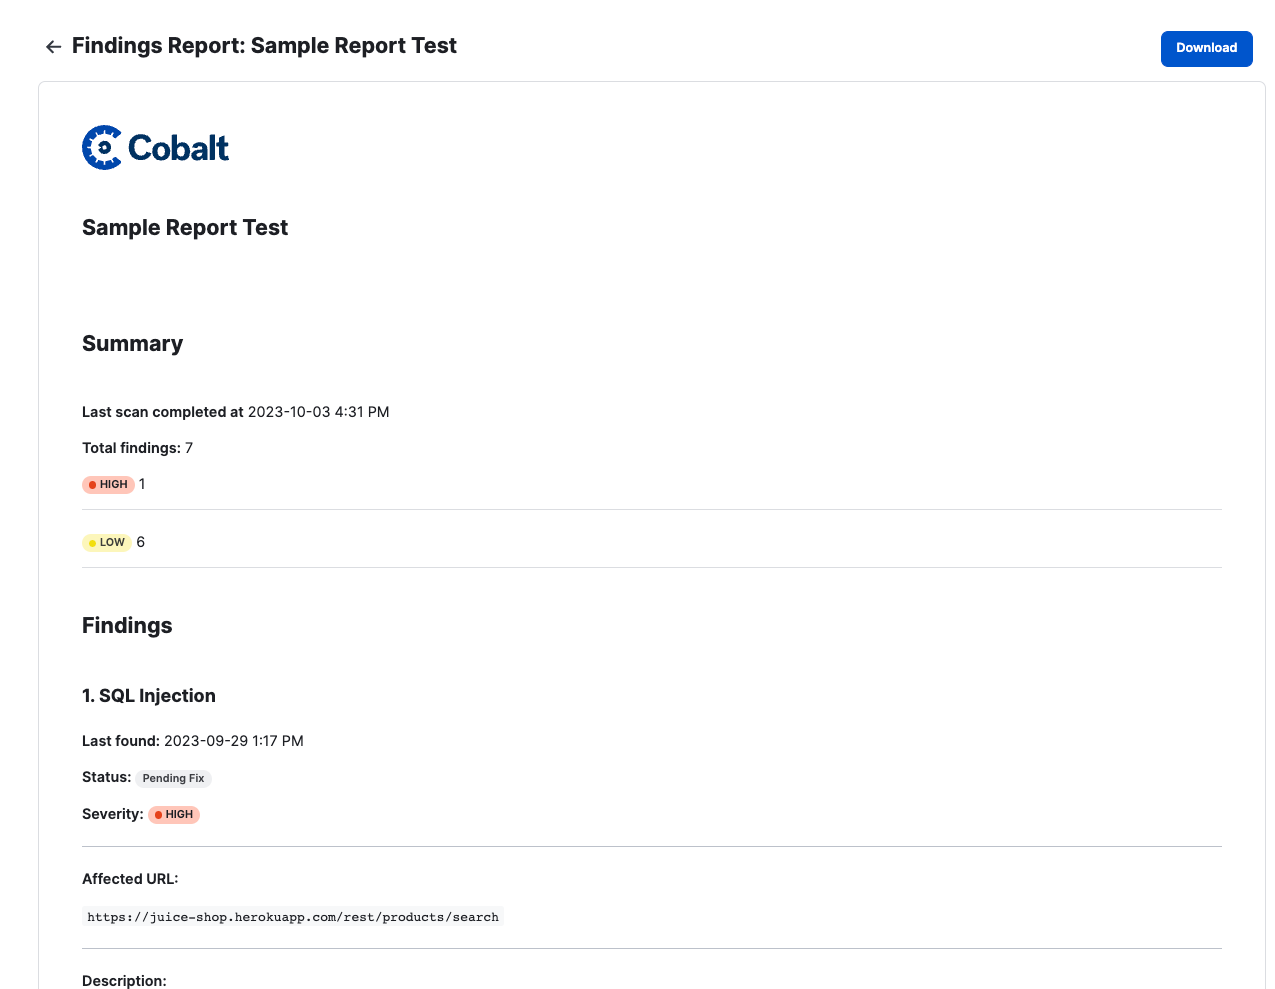 Findings Report: Sample Report Test
Download
Cobalt
Sample Report Test
Summary
Last scan completed at 2023-10-03 4:31 PM
Total findings: 7
HIGH 1
LOW 6
Findings
1. SQL Injection
Last found: 2023-09-29 1:17 PM
Status: Pending Fix
Severity: HIGH
Affected URL:
https://juice-shop.herokuapp.com/rest/products/search
Description: